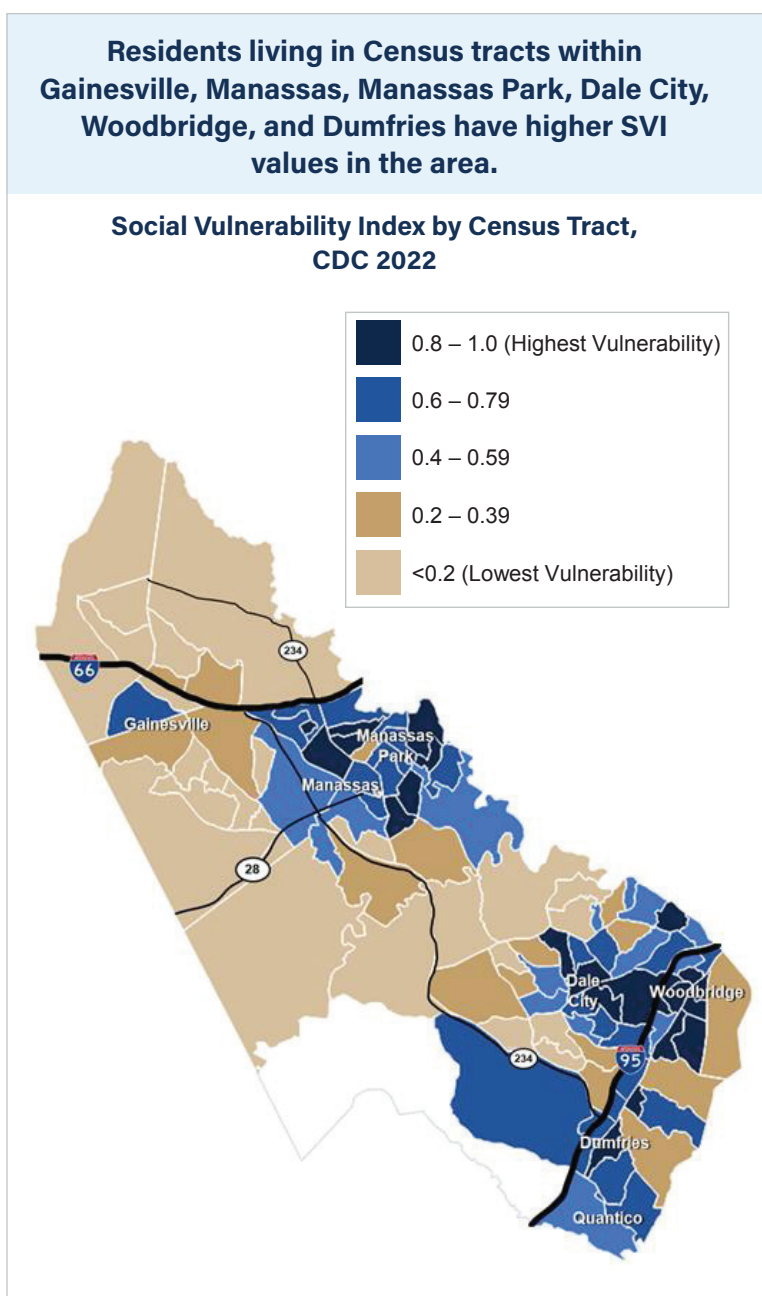 Residents living in Census tracts within
Gainesville, Manassas, Manassas Park, Dale City,
Woodbridge, and Dumfries have higher SVI
values in the area.
Social Vulnerability Index by Census Tract,
CDC 2022
0.8 – 1.0 (Highest Vulnerability)
0.6 – 0.79
0.4 – 0.59
0.2 – 0.39
<0.2 (Lowest Vulnerability)
234
66
Gainesville
Manassas
Park
Manassas
28
Dale
City
Woodbridge
234
95
Dumfries
Quantico